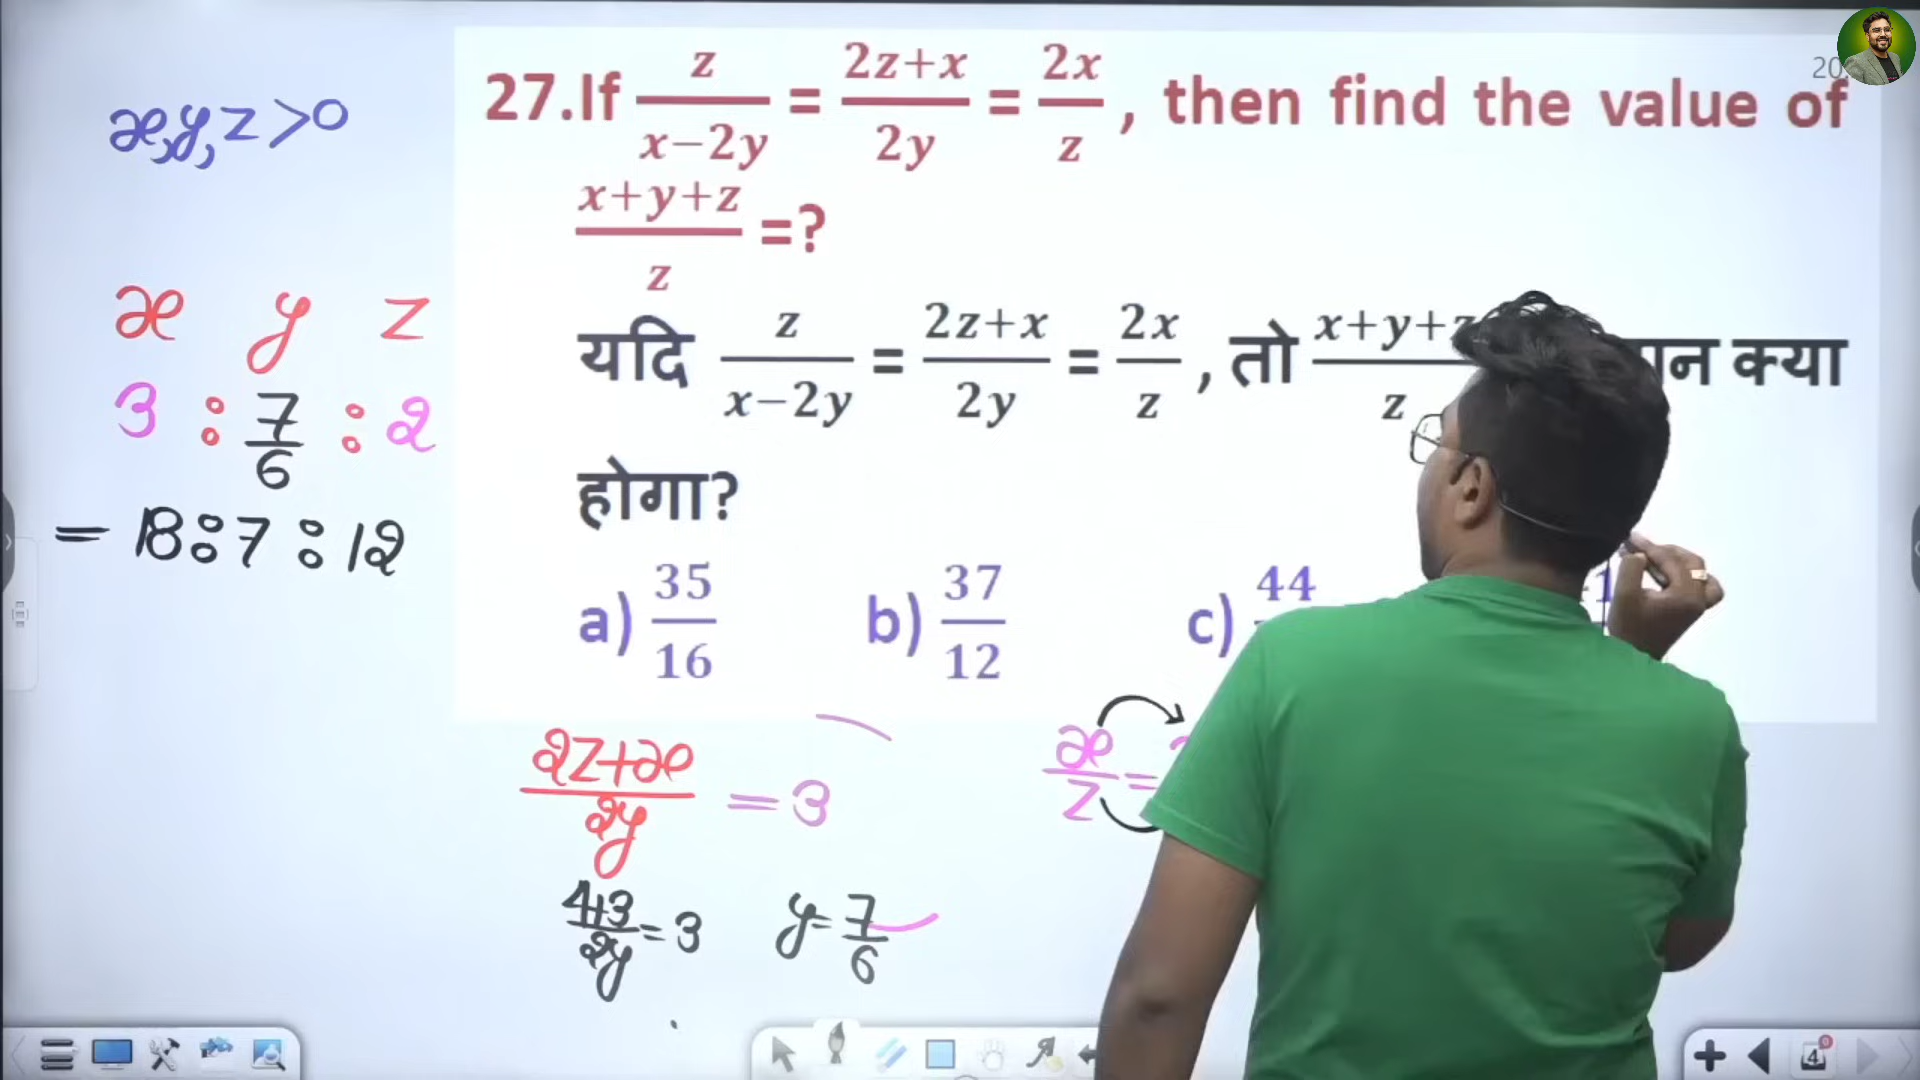 x,y,z>0
27.If z/(x−2y) = (2z+x)/2y = 2x/z , then find the value of
(x+y+z)/z =?
x y z
यदि z/(x−2y) = (2z+x)/2y = 2x/z , तो x+y+ z क्या
3 : 7/6 : 2
होगा?
= 18:7:12
a) 35/16 b) 37/12 c) 44
(2z+x)/2y = 3 x/z =
(4+3)/2y = 3 y = 7/6
4